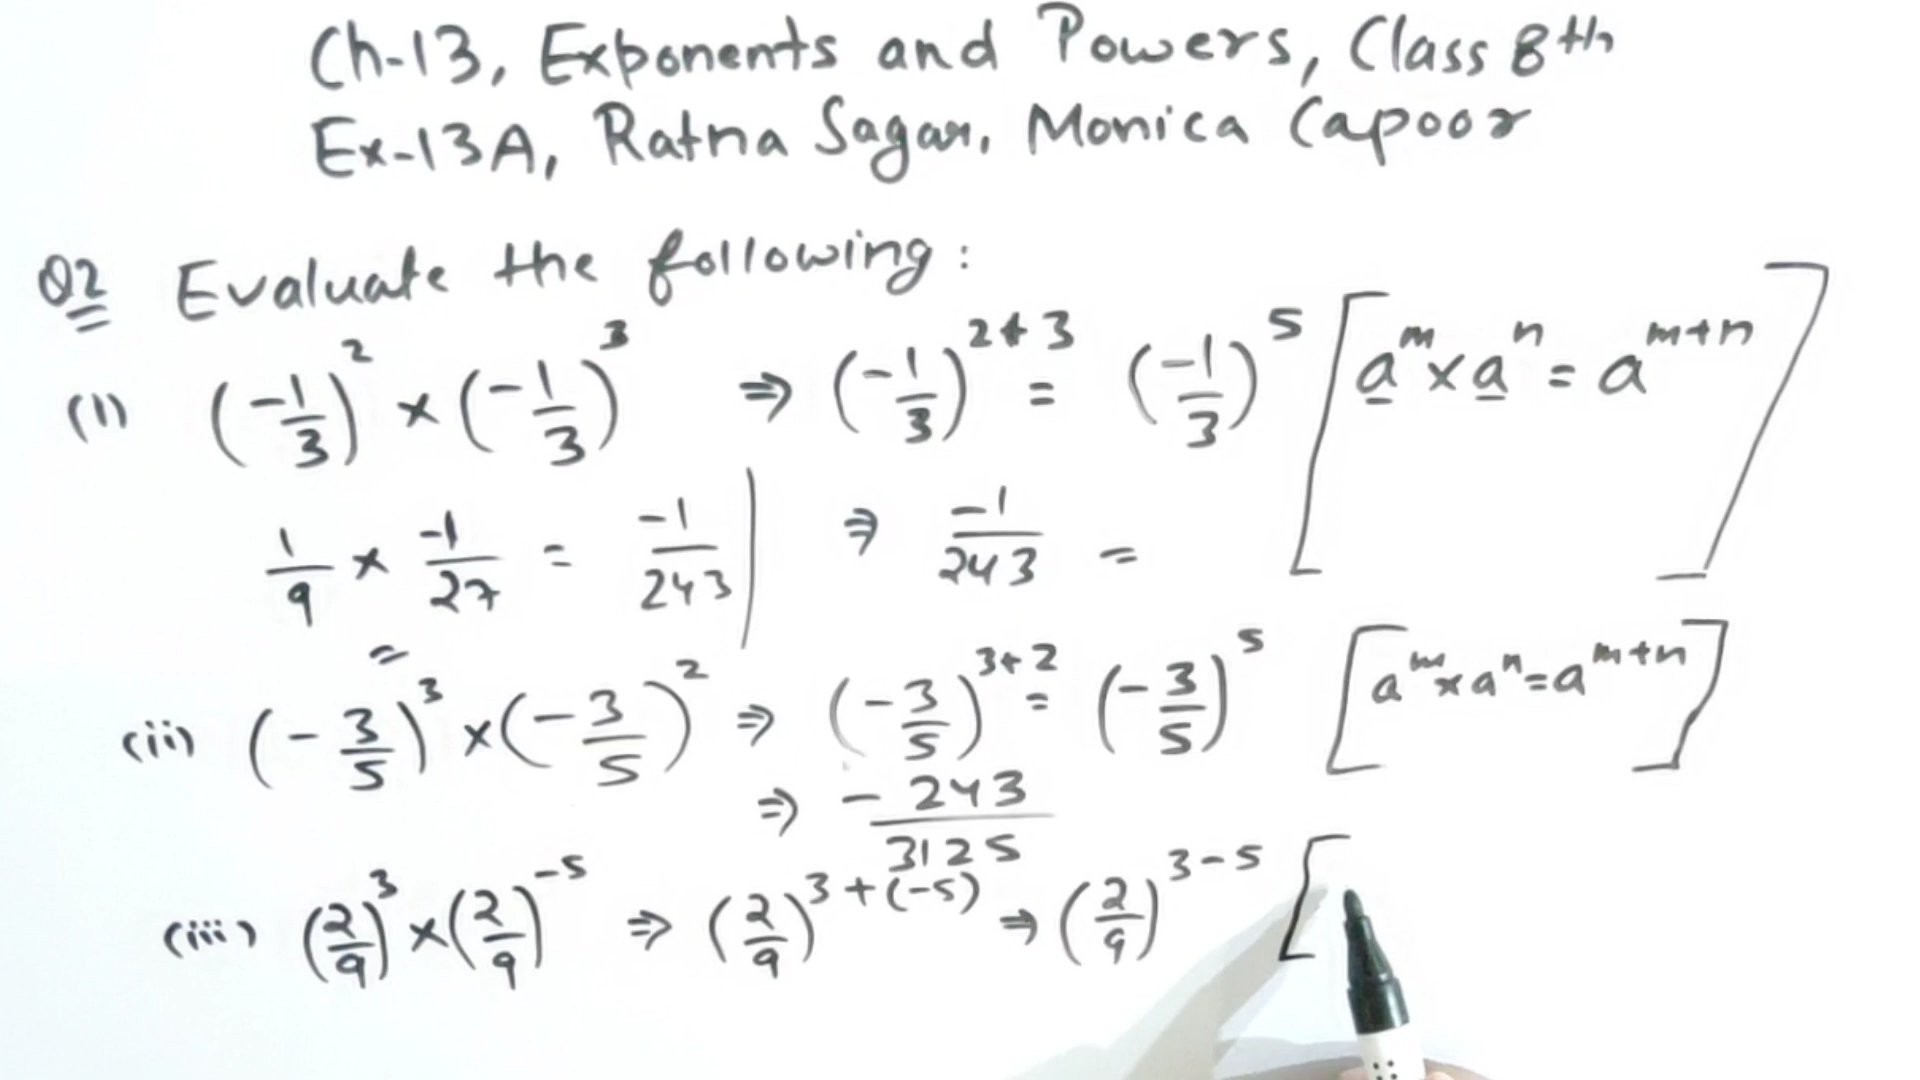 Ch-13, Exponents and Powers, Class 8th
Ex-13A, Ratna Sagar, Monica Capoor
Q2 Evaluate the following:
(i) (-1/3)^2 × (-1/3)^3 ⇒ (-1/3)^{2+3} = (-1/3)^5 [a^m × a^n = a^{m+n}]
1/9 × -1/27 = -1/243 | ⇒ -1/243 =
(ii) (-3/5)^3 × (-3/5)^2 ⇒ (-3/5)^{3+2} = (-3/5)^5 [a^m × a^n = a^{m+n}]
⇒ -243/3125
(iii) (2/9)^3 × (2/9)^{-5} ⇒ (2/9)^{3+(-5)} ⇒ (2/9)^{3-5} [